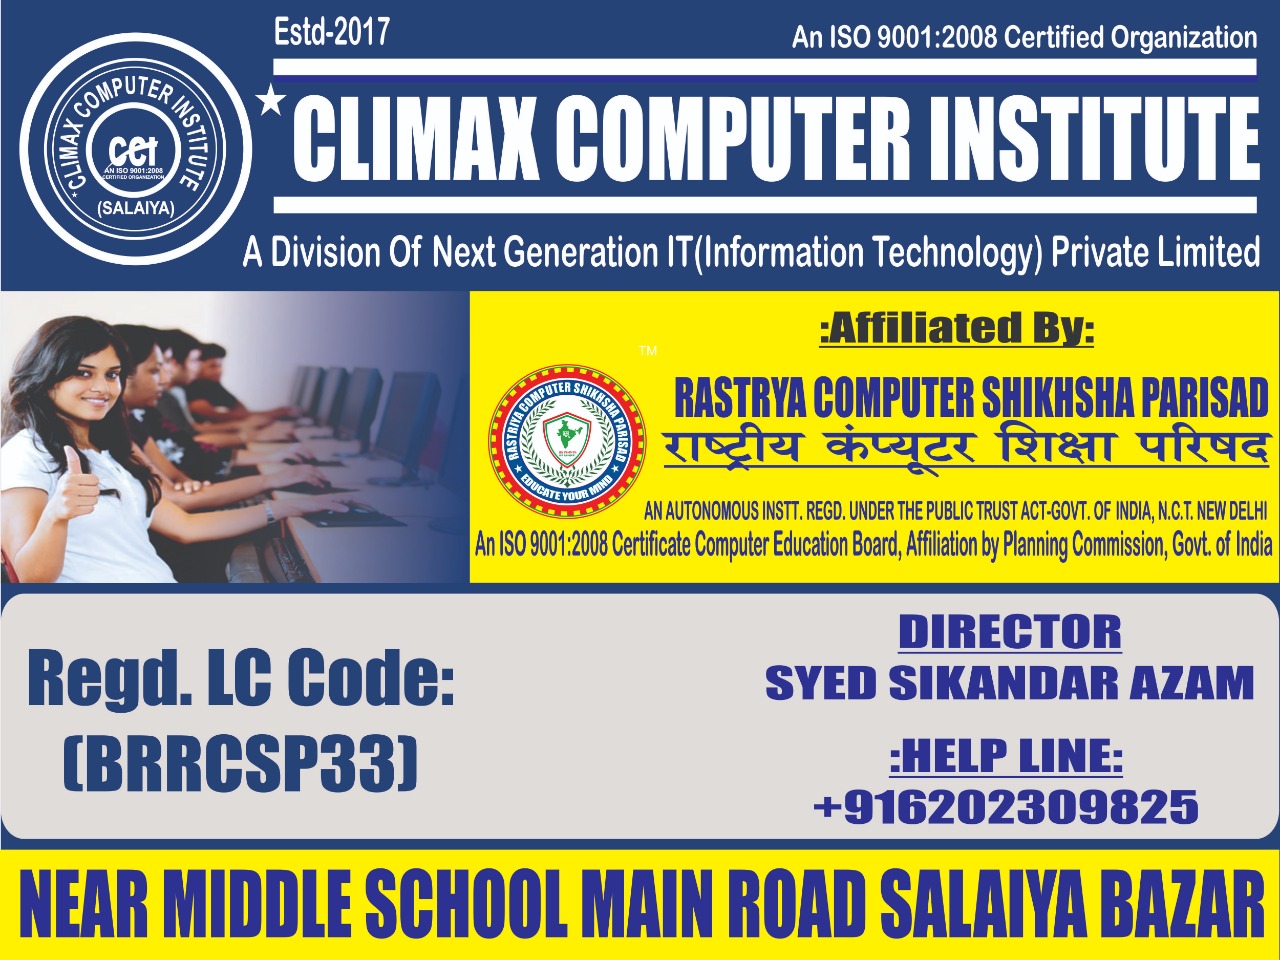 Estd-2017
An ISO 9001:2008 Certified Organization
CLIMAX COMPUTER INSTITUTE
CLIMAX COMPUTER INSTITUTE
AN ISO 9001:2008
CERTIFIED ORGANIZATION
(SALAIYA)
A Division Of Next Generation IT(Information Technology) Private Limited
:Affiliated By:
TM
RASTRIYA COMPUTER SHIKHSHA PARISAD
EDUCATE YOUR MIND
RASTRYA COMPUTER SHIKHSHA PARISAD
राष्ट्रीय कंप्यूटर शिक्षा परिषद
AN AUTONOMOUS INSTT. REGD. UNDER THE PUBLIC TRUST ACT-GOVT. OF INDIA, N.C.T. NEW DELHI
An ISO 9001:2008 Certificate Computer Education Board, Affiliation by Planning Commission, Govt. of India
Regd. LC Code:
(BRRCSP33)
DIRECTOR
SYED SIKANDAR AZAM
:HELP LINE:
+916202309825
NEAR MIDDLE SCHOOL MAIN ROAD SALAIYA BAZAR